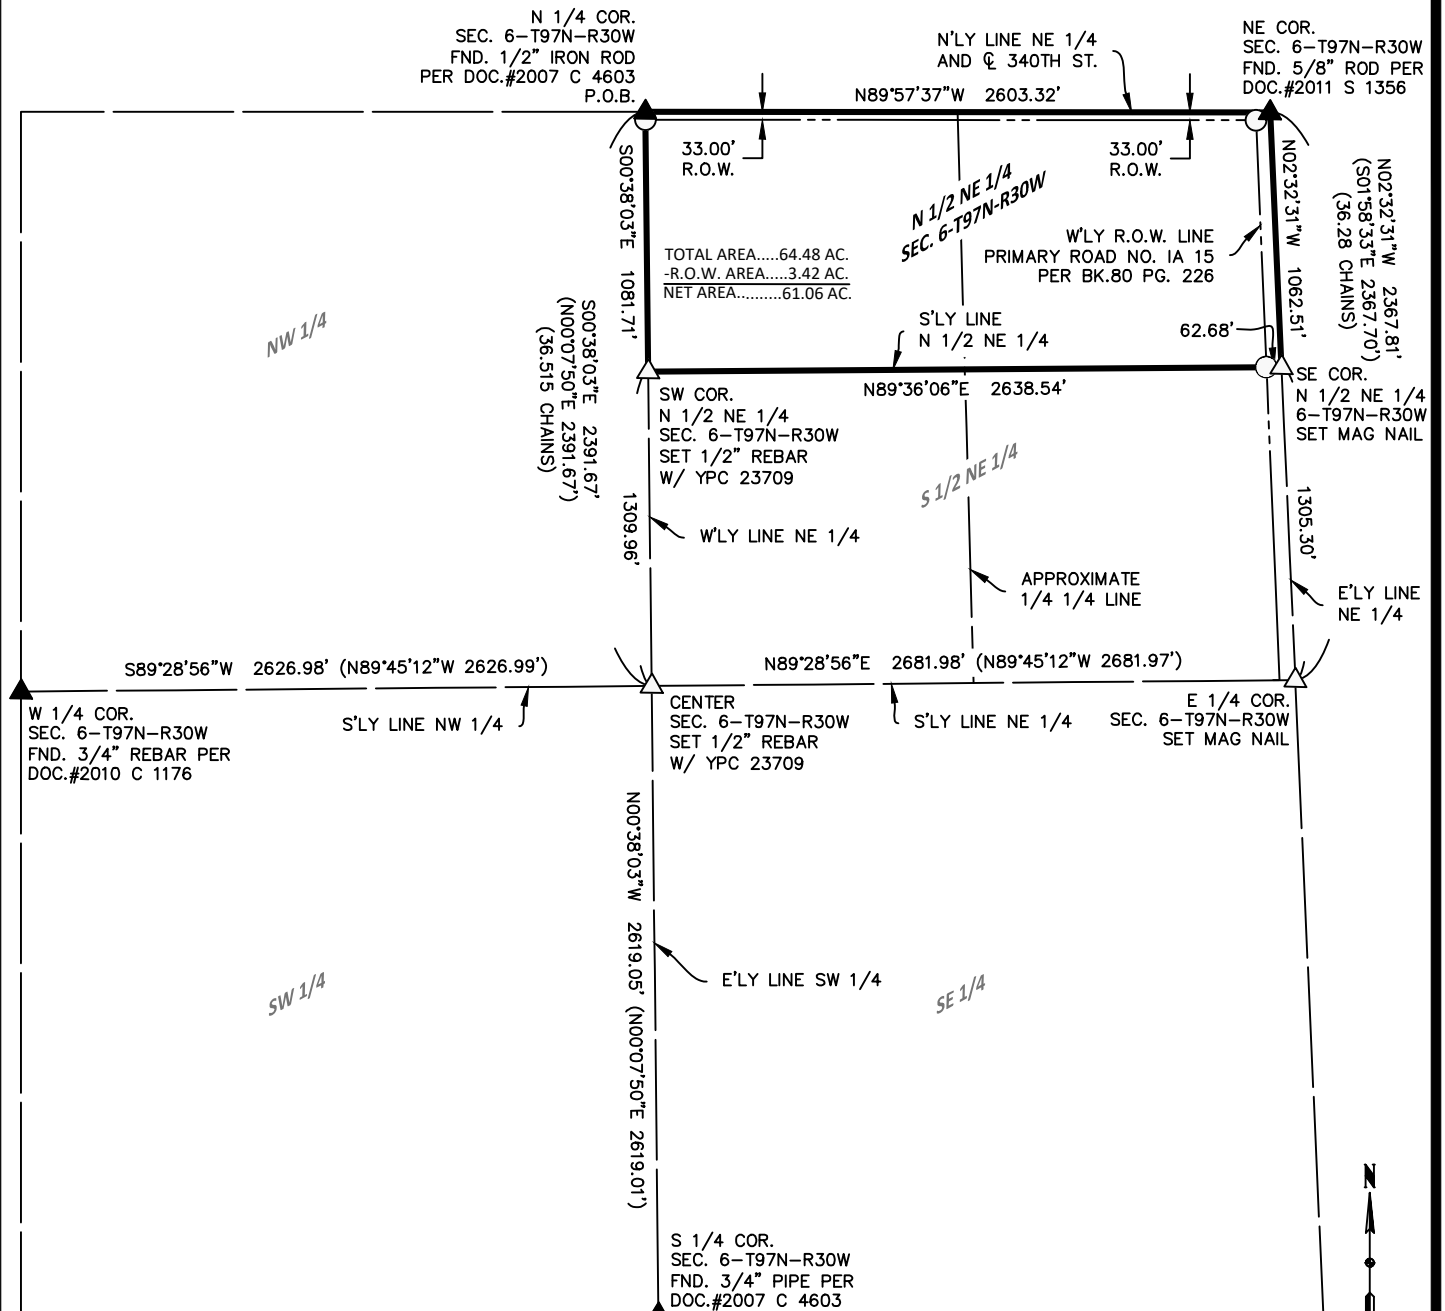 N 1/4 COR.
SEC. 6-T97N-R30W
FND. 1/2" IRON ROD
PER DOC.#2007 C 4603
P.O.B.
N'LY LINE NE 1/4
AND ℄ 340TH ST.
NE COR.
SEC. 6-T97N-R30W
FND. 5/8" ROD PER
DOC.#2011 S 1356
N89°57'37"W 2603.32'
33.00'
R.O.W.
33.00'
R.O.W.
S00°38'03"E 1081.71'
N 1/2 NE 1/4
SEC. 6-T97N-R30W
N02°32'31"W 1062.51'
N02°32'31"W 2367.81'
(S01°58'33"E 2367.70')
(36.28 CHAINS)
W'LY R.O.W. LINE
PRIMARY ROAD NO. IA 15
PER BK.80 PG. 226
TOTAL AREA.....64.48 AC.
-R.O.W. AREA.....3.42 AC.
NET AREA.........61.06 AC.
NW 1/4
S00°38'03"E 2391.67'
(N00°07'50"E 2391.67')
(36.515 CHAINS)
S'LY LINE
N 1/2 NE 1/4
62.68'
N89°36'06"E 2638.54'
SW COR.
N 1/2 NE 1/4
SEC. 6-T97N-R30W
SET 1/2" REBAR
W/ YPC 23709
SE COR.
N 1/2 NE 1/4
6-T97N-R30W
SET MAG NAIL
S 1/2 NE 1/4
1309.96'
W'LY LINE NE 1/4
1305.30'
APPROXIMATE
1/4 1/4 LINE
E'LY LINE
NE 1/4
S89°28'56"W 2626.98' (N89°45'12"W 2626.99')
N89°28'56"E 2681.98' (N89°45'12"W 2681.97')
W 1/4 COR.
SEC. 6-T97N-R30W
FND. 3/4" REBAR PER
DOC.#2010 C 1176
S'LY LINE NW 1/4
CENTER
SEC. 6-T97N-R30W
SET 1/2" REBAR
W/ YPC 23709
S'LY LINE NE 1/4
E 1/4 COR.
SEC. 6-T97N-R30W
SET MAG NAIL
N00°38'03"W 2619.05' (N00°07'50"E 2619.01')
E'LY LINE SW 1/4
SW 1/4
SE 1/4
N
S 1/4 COR.
SEC. 6-T97N-R30W
FND. 3/4" PIPE PER
DOC.#2007 C 4603